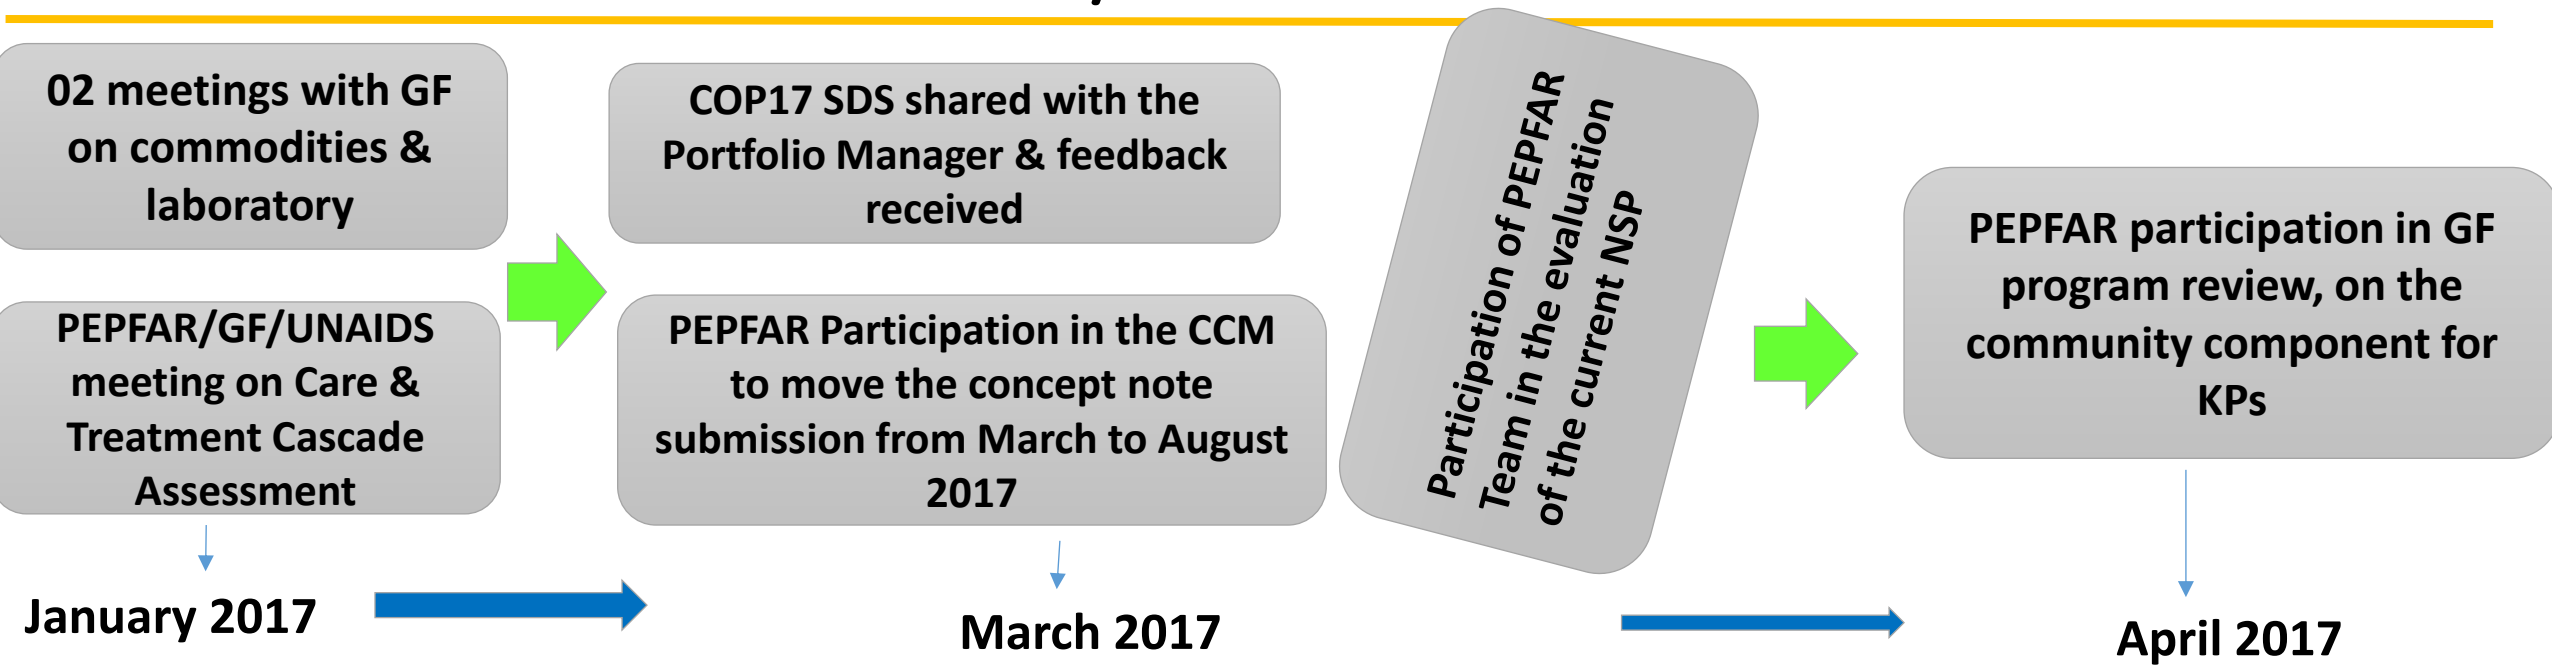 02 meetings with GF
on commodities &
laboratory
PEPFAR/GF/UNAIDS
meeting on Care &
Treatment Cascade
Assessment
January 2017
COP17 SDS shared with the
Portfolio Manager & feedback
received
PEPFAR Participation in the CCM
to move the concept note
submission from March to August
2017
March 2017
Participation of PEPFAR
Team in the evaluation
of the current NSP
PEPFAR participation in GF
program review, on the
community component for
KPs
April 2017